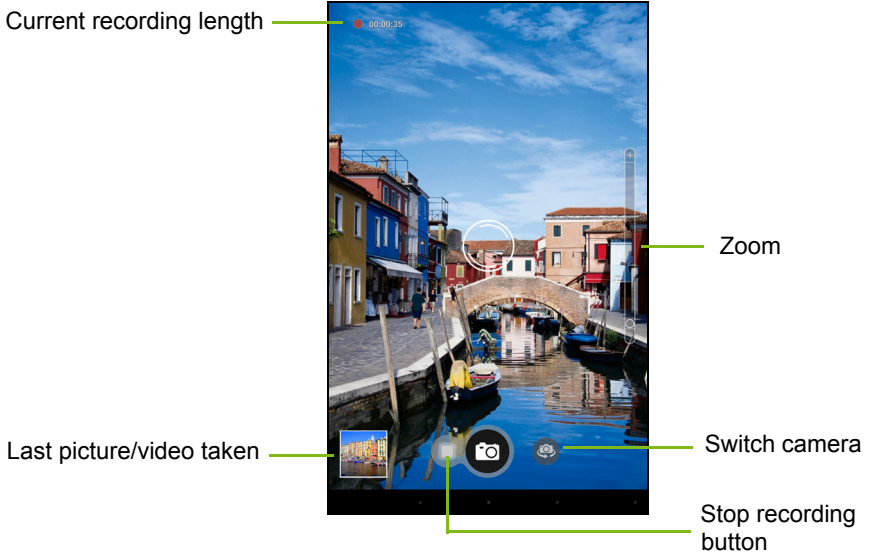 Current recording length
00:00:35
Zoom
Last picture/video taken
Switch camera
Stop recording
button